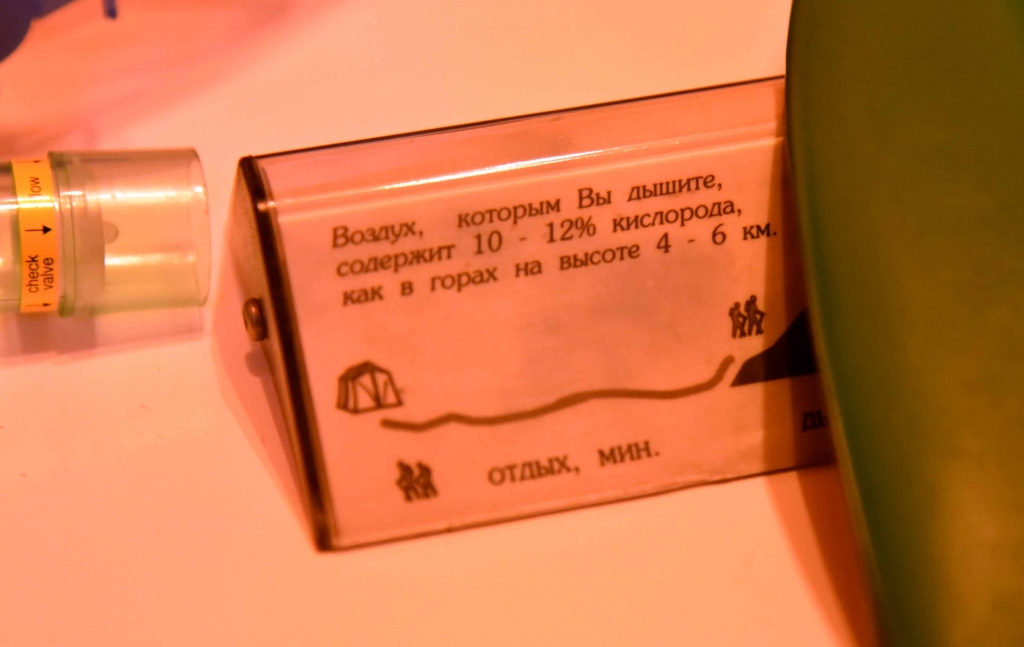 Воздух, которым Вы дышите,
содержит 10 - 12% кислорода,
как в горах на высоте 4 - 6 км.
отдых, мин.
low
check
valve